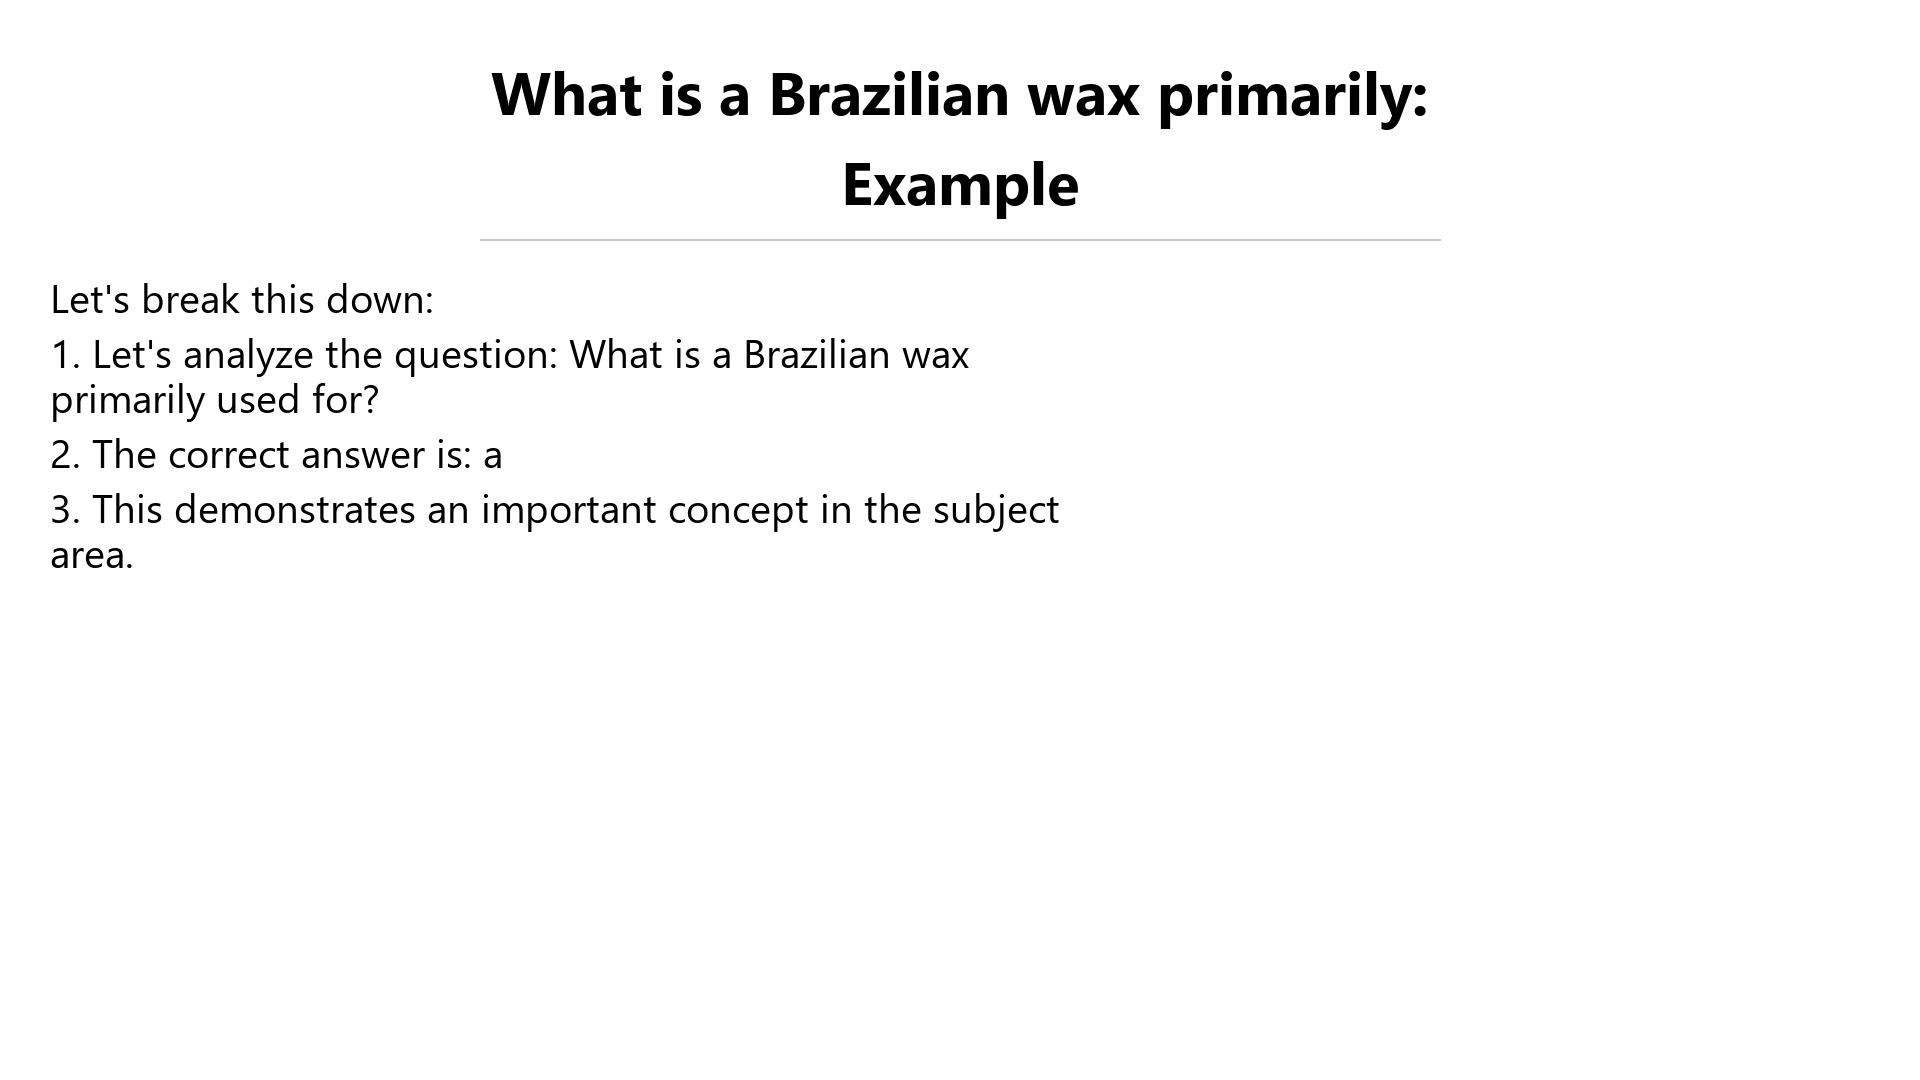 What is a Brazilian wax primarily:
Example
Let's break this down:
1. Let's analyze the question: What is a Brazilian wax
primarily used for?
2. The correct answer is: a
3. This demonstrates an important concept in the subject
area.